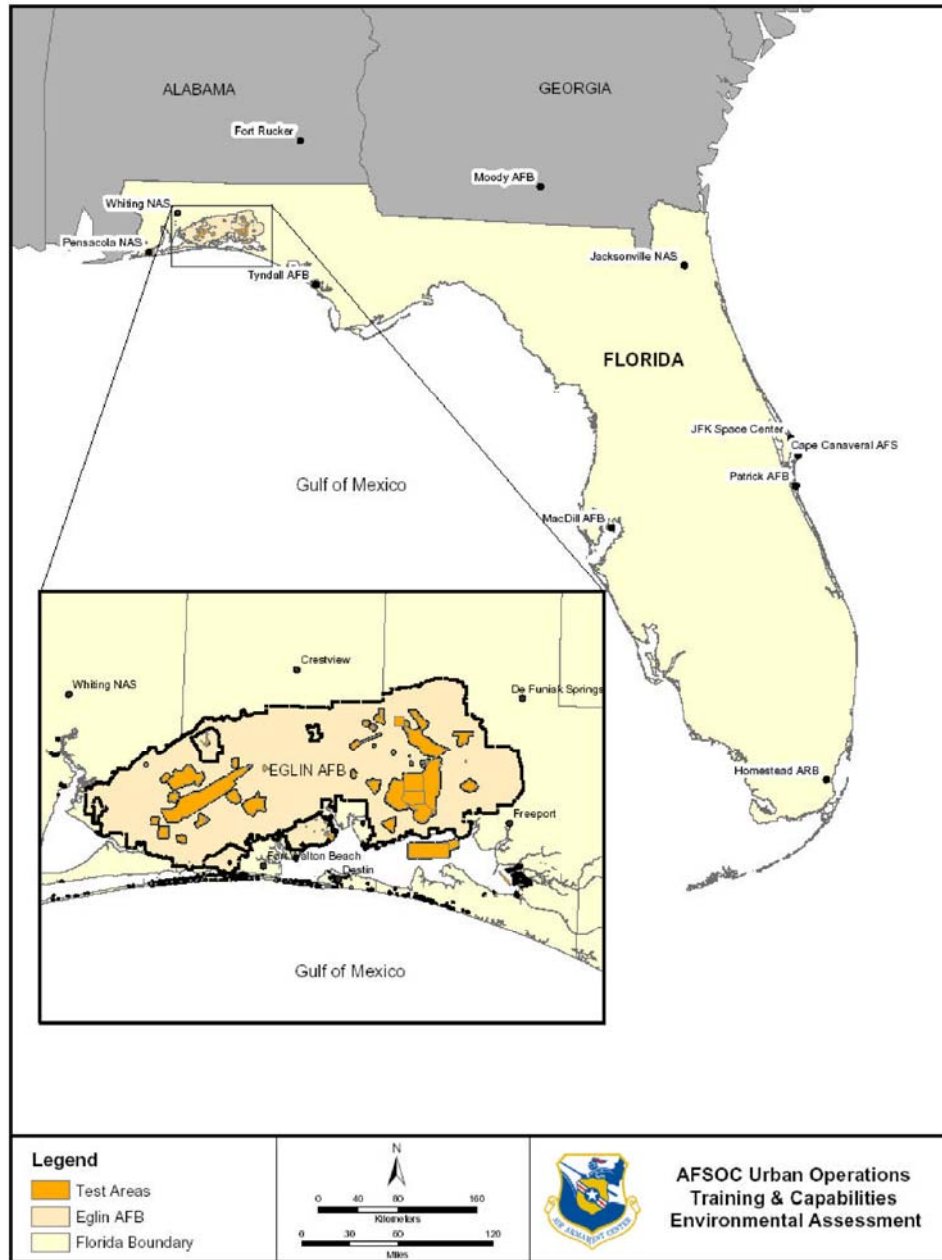 ALABAMA
GEORGIA
Fort Rucker
Moody AFB
Whiting NAS
Pensacola NAS
Jacksonville NAS
Tyndall AFB
FLORIDA
JFK Space Center
Cape Canaveral AFS
Patrick AFB
Gulf of Mexico
MacDill AFB
Homestead ARB
Crestview
Whiting NAS
De Funiak Springs
EGLIN AFB
Freeport
Fort Walton Beach
Destin
Gulf of Mexico
Legend
Test Areas
Eglin AFB
Florida Boundary
N
0 40 80 160
Kilometers
0 30 60 120
Miles
AIR ARMAMENT CENTER
AFSOC Urban Operations
Training & Capabilities
Environmental Assessment